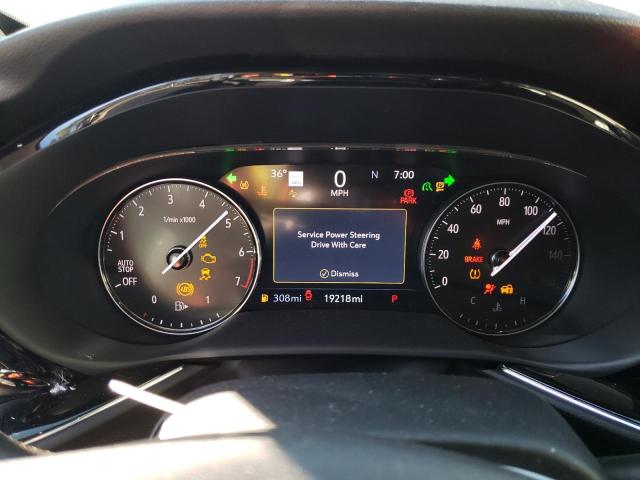 36° 0 N 7:00
MPH
PARK
Service Power Steering
Drive With Care
Dismiss
308mi 19218mi P
1/min x1000
0 1 2 3 4 5 6 7
AUTO
STOP
OFF
ABS
MPH
0 20 40 60 80 100 120 140
BRAKE
C H